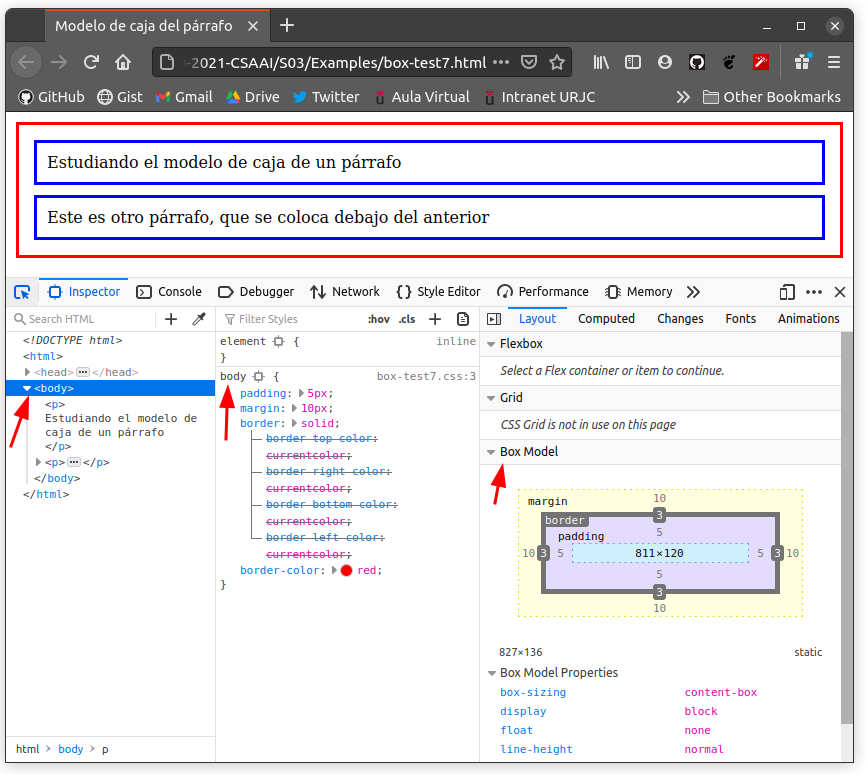 Modelo de caja del párrafo
-2021-CSAAI/S03/Examples/box-test7.html
GitHub Gist Gmail Drive Twitter Aula Virtual Intranet URJC Other Bookmarks
Estudiando el modelo de caja de un párrafo
Este es otro párrafo, que se coloca debajo del anterior
Inspector Console Debugger Network Style Editor Performance Memory
Search HTML
<!DOCTYPE html>
<html>
<head> ••• </head>
<body>
<p>
Estudiando el modelo de
caja de un párrafo
</p>
<p> ••• </p>
</body>
</html>
html > body > p
Filter Styles :hov .cls
element { inline
}
body { box-test7.css:3
padding: 5px;
margin: 10px;
border: solid;
border-top-color:
currentcolor;
border-right-color:
currentcolor;
border-bottom-color:
currentcolor;
border-left-color:
currentcolor;
border-color: red;
}
Layout Computed Changes Fonts Animations
Flexbox
Select a Flex container or item to continue.
Grid
CSS Grid is not in use on this page
Box Model
margin 10
border 3
padding 5
10 3 5 811×120 5 3 10
5
3
10
827×136 static
Box Model Properties
box-sizing content-box
display block
float none
line-height normal